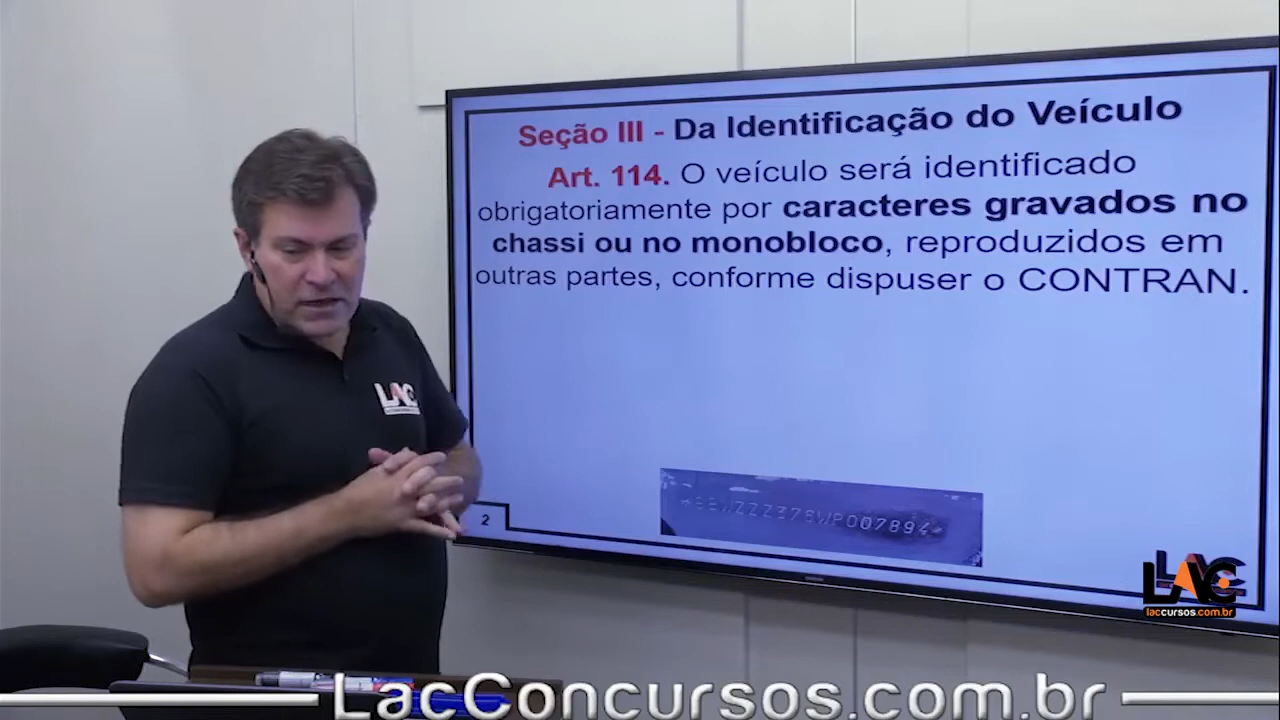 Seção III - Da Identificação do Veículo
Art. 114. O veículo será identificado
obrigatoriamente por caracteres gravados no
chassi ou no monobloco, reproduzidos em
outras partes, conforme dispuser o CONTRAN.
LAC
2
LAC
laccursos.com.br
LacConcursos.com.br